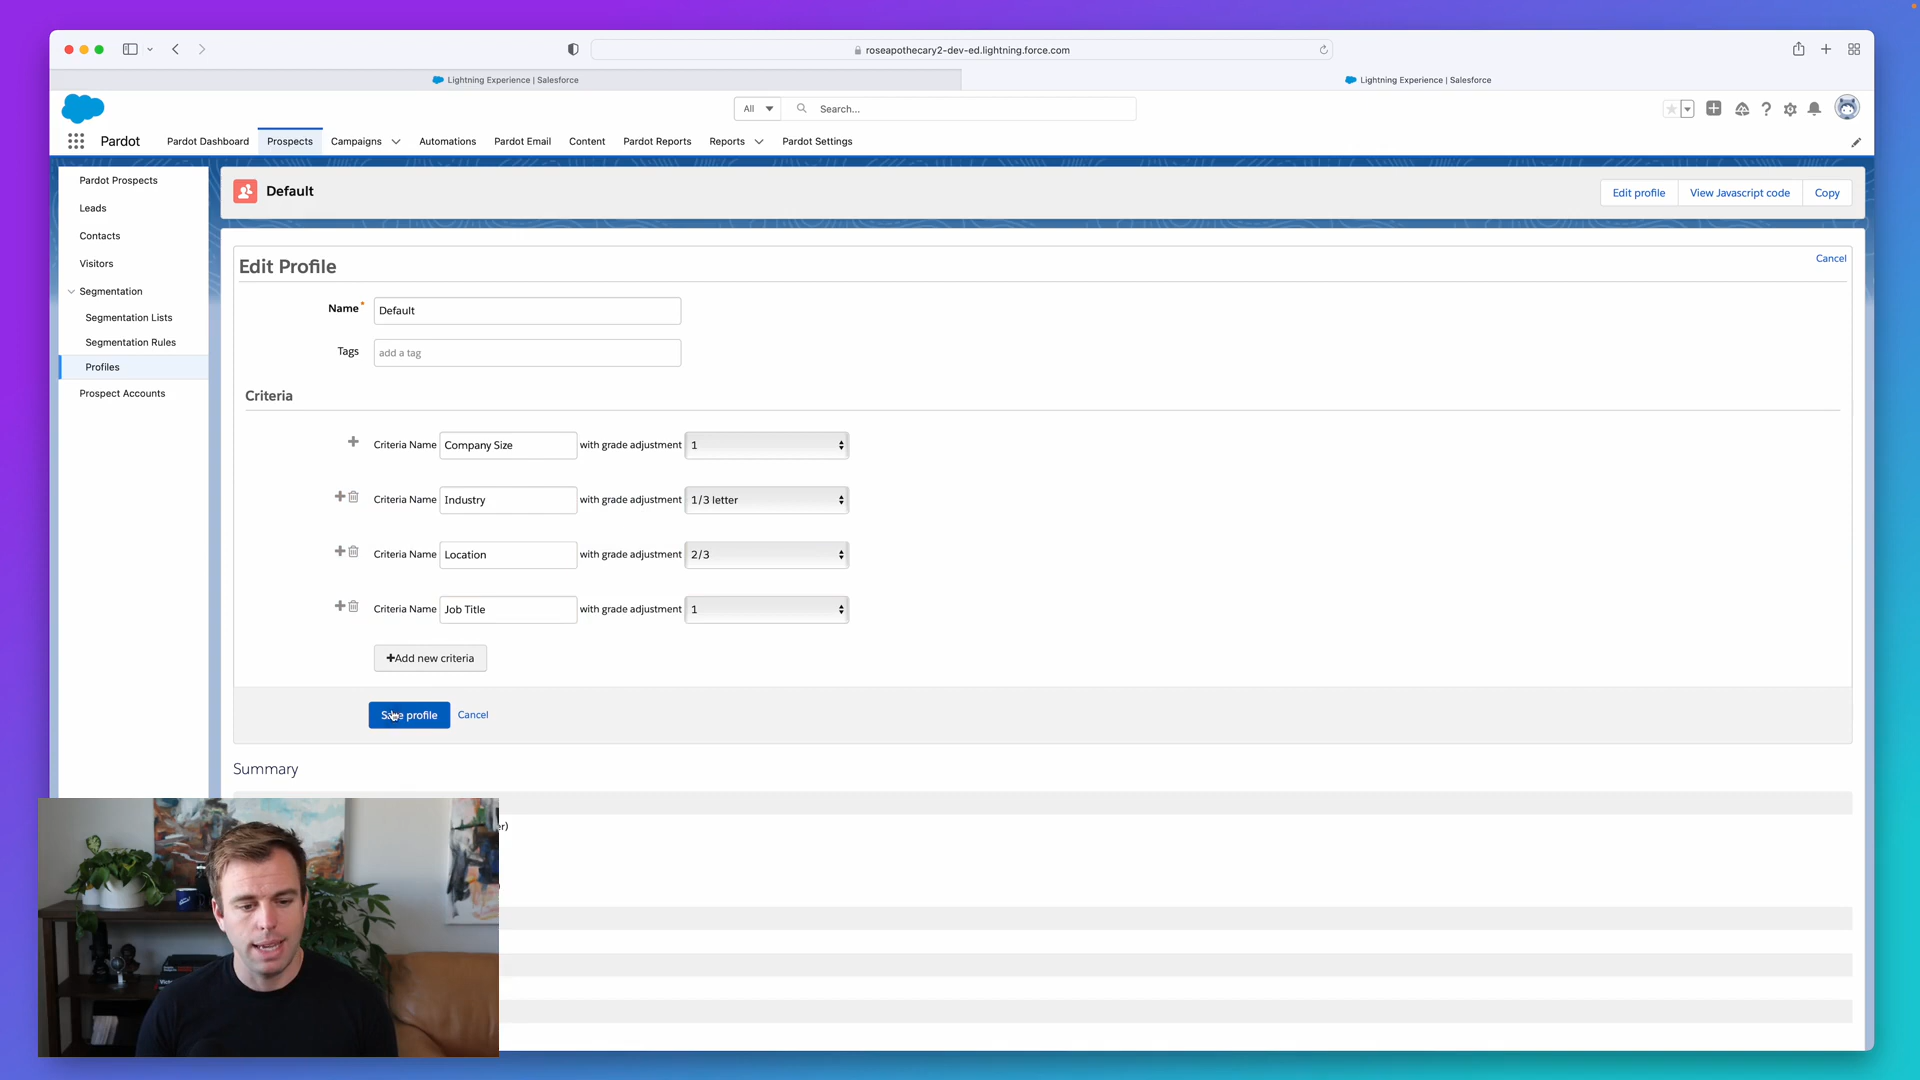 roseapothecary2-dev-ed.lightning.force.com
Lightning Experience | Salesforce
Lightning Experience | Salesforce
All
Search...
Pardot
Pardot Dashboard
Prospects
Campaigns
Automations
Pardot Email
Content
Pardot Reports
Reports
Pardot Settings
Pardot Prospects
Leads
Contacts
Visitors
Segmentation
Segmentation Lists
Segmentation Rules
Profiles
Prospect Accounts
Default
Edit profile
View Javascript code
Copy
Edit Profile
Cancel
Name*
Default
Tags
add a tag
Criteria
Criteria Name Company Size with grade adjustment 1
Criteria Name Industry with grade adjustment 1/3 letter
Criteria Name Location with grade adjustment 2/3
Criteria Name Job Title with grade adjustment 1
+Add new criteria
Save profile
Cancel
Summary